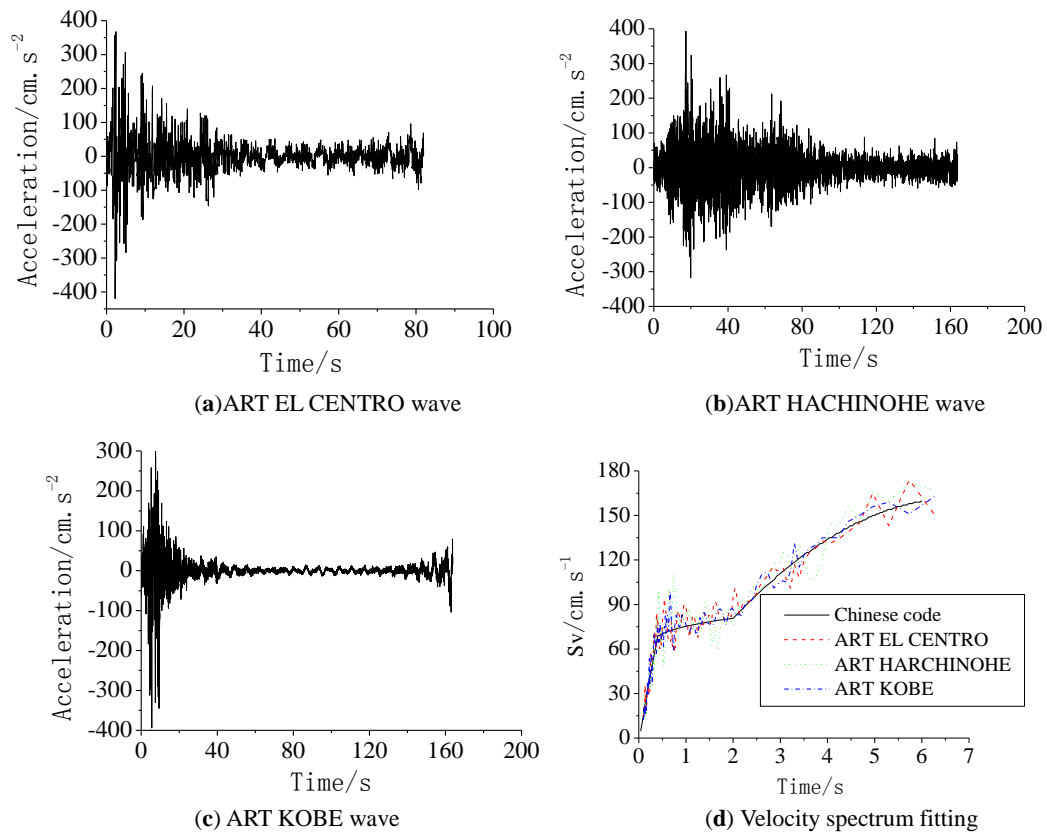 400
300
200
100
0
-100
-200
-300
-400
Acceleration/cm.s⁻²
0 20 40 60 80 100
Time/s
(a)ART EL CENTRO wave
400
300
200
100
0
-100
-200
-300
-400
Acceleration/cm.s⁻²
0 40 80 120 160 200
Time/s
(b)ART HACHINOHE wave
300
200
100
0
-100
-200
-300
-400
Acceleration/cm.s⁻²
0 40 80 120 160 200
Time/s
(c) ART KOBE wave
180
150
120
90
60
30
0
Sv/cm.s⁻¹
Chinese code
ART EL CENTRO
ART HARCHINOHE
ART KOBE
0 1 2 3 4 5 6 7
Time/s
(d) Velocity spectrum fitting